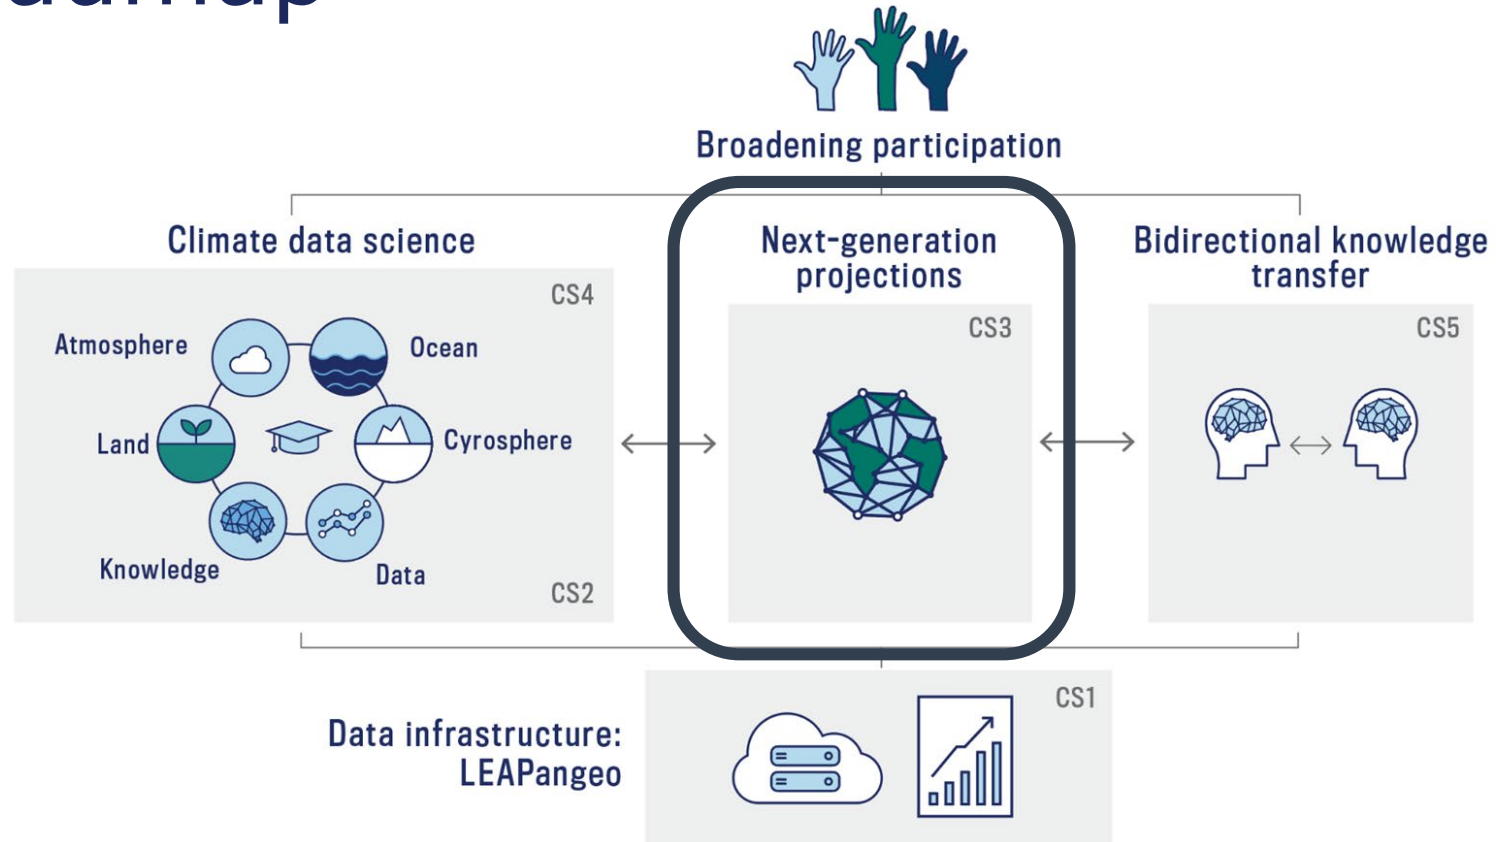 Broadening participation
Climate data science
Next-generation
projections
Bidirectional knowledge
transfer
CS4
CS3
CS5
Atmosphere
Ocean
Land
Cyrosphere
Knowledge
Data
CS2
CS1
Data infrastructure:
LEAPangeo